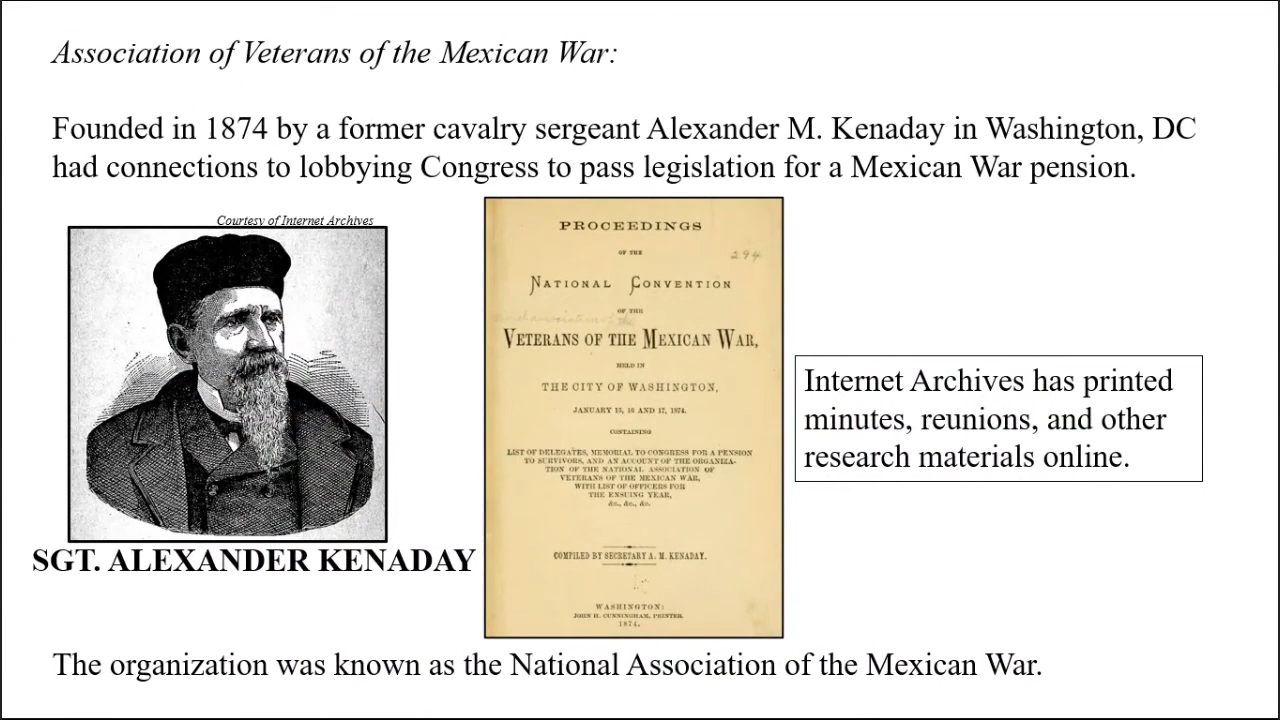 Association of Veterans of the Mexican War:
Founded in 1874 by a former cavalry sergeant Alexander M. Kenaday in Washington, DC
had connections to lobbying Congress to pass legislation for a Mexican War pension.
Courtesy of Internet Archives
SGT. ALEXANDER KENADAY
PROCEEDINGS
OF THE
294
NATIONAL CONVENTION
OF THE
VETERANS OF THE MEXICAN WAR,
HELD IN
THE CITY OF WASHINGTON,
JANUARY 15, 16 AND 17, 1874.
CONTAINING
LIST OF DELEGATES, MEMORIAL TO CONGRESS FOR A PENSION
TO SURVIVORS, AND AN ACCOUNT OF THE ORGANIZA-
TION OF THE NATIONAL ASSOCIATION OF
VETERANS OF THE MEXICAN WAR,
WITH LIST OF OFFICERS FOR
THE ENSUING YEAR,
&c., &c., &c.
COMPILED BY SECRETARY A. M. KENADAY.
WASHINGTON:
JOHN H. CUNNINGHAM, PRINTER.
1874.
Internet Archives has printed
minutes, reunions, and other
research materials online.
The organization was known as the National Association of the Mexican War.